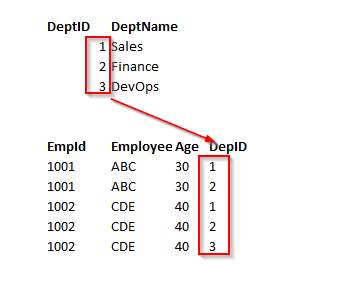 DeptID DeptName
1 Sales
2 Finance
3 DevOps
EmpId Employee Age DepID
1001 ABC 30 1
1001 ABC 30 2
1002 CDE 40 1
1002 CDE 40 2
1002 CDE 40 3